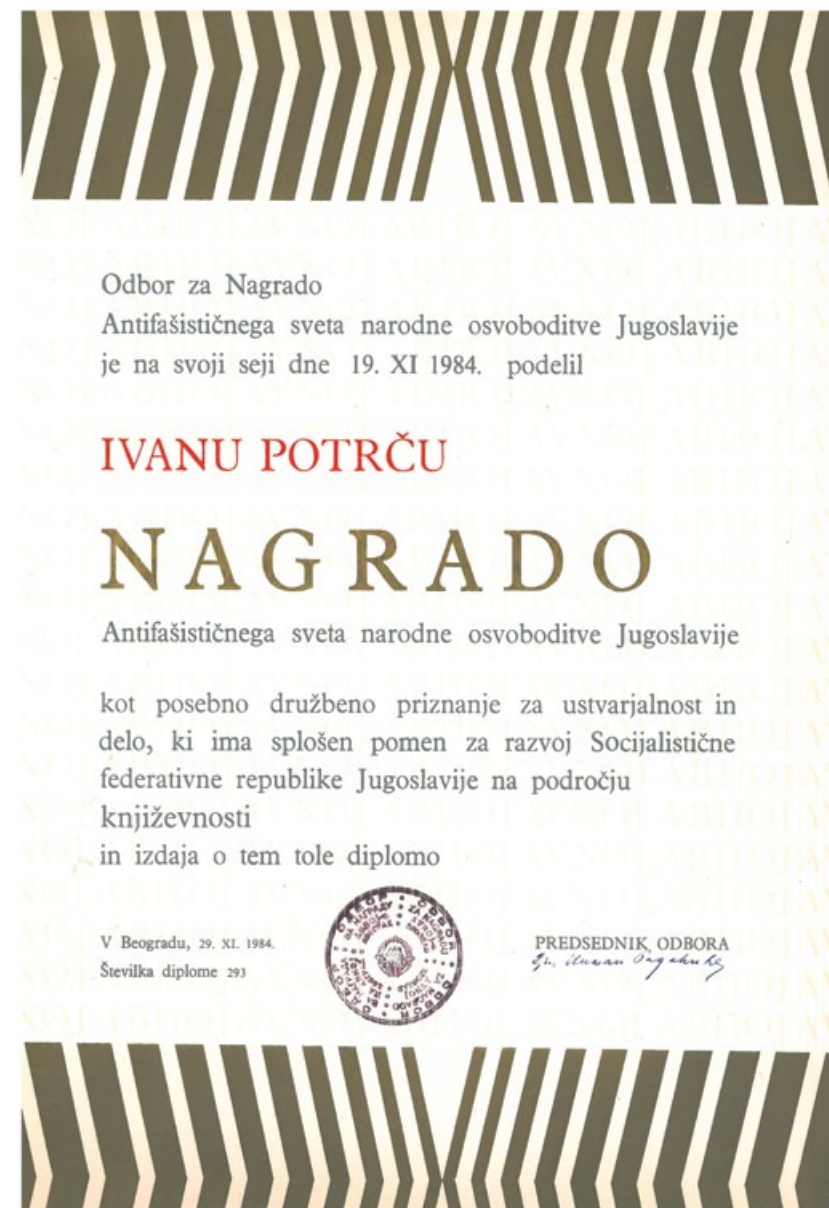 Odbor za Nagrado
Antifašističnega sveta narodne osvoboditve Jugoslavije
je na svoji seji dne 19. XI 1984. podelil
IVANU POTRČU
NAGRADO
Antifašističnega sveta narodne osvoboditve Jugoslavije
kot posebno družbeno priznanje za ustvarjalnost in
delo, ki ima splošen pomen za razvoj Socijalistične
federativne republike Jugoslavije na področju
književnosti
in izdaja o tem tole diplomo
V Beogradu, 29. XI. 1984.
Številka diplome 293
PREDSEDNIK ODBORA